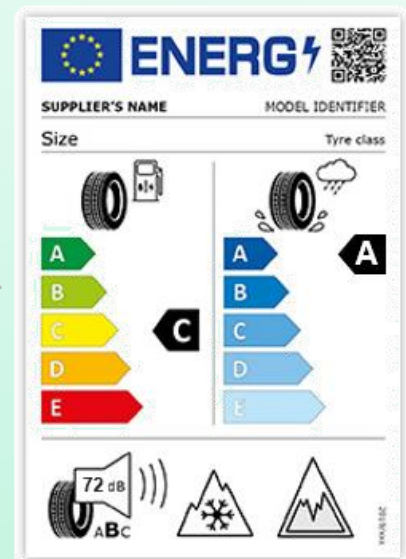 ENERG
SUPPLIER'S NAME MODEL IDENTIFIER
Size Tyre class
A A A
B B
C C C
D D
E E
72 dB
ABC